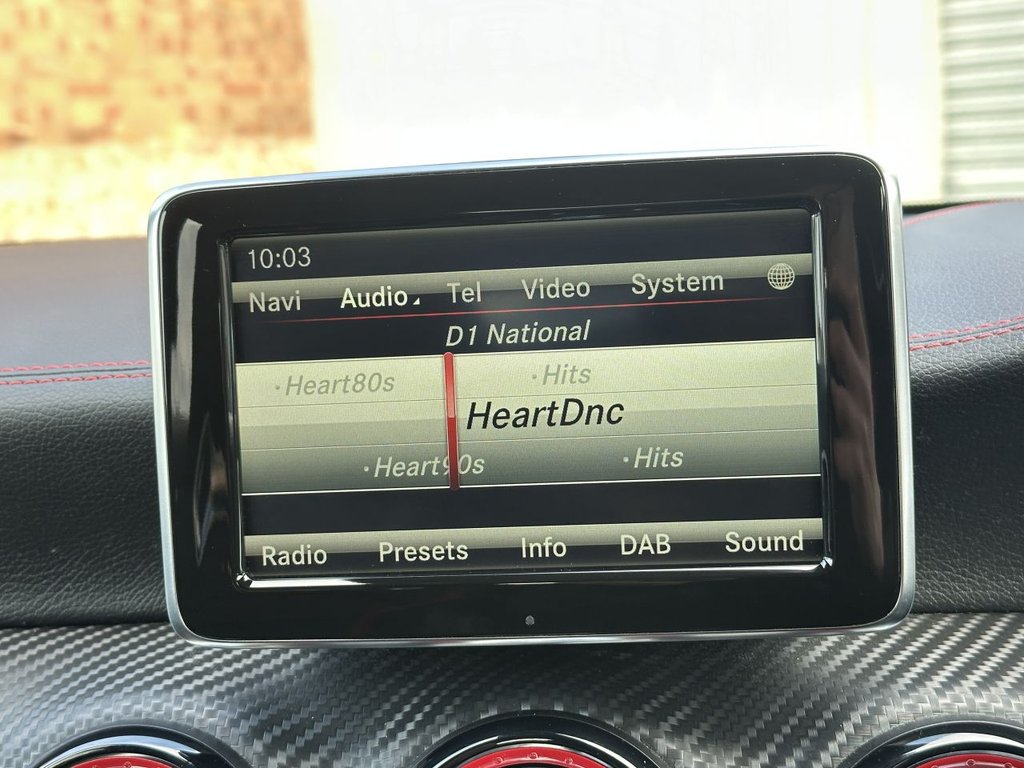 10:03
Navi Audio Tel Video System
D1 National
·Heart80s ·Hits
HeartDnc
·Heart90s ·Hits
Radio Presets Info DAB Sound